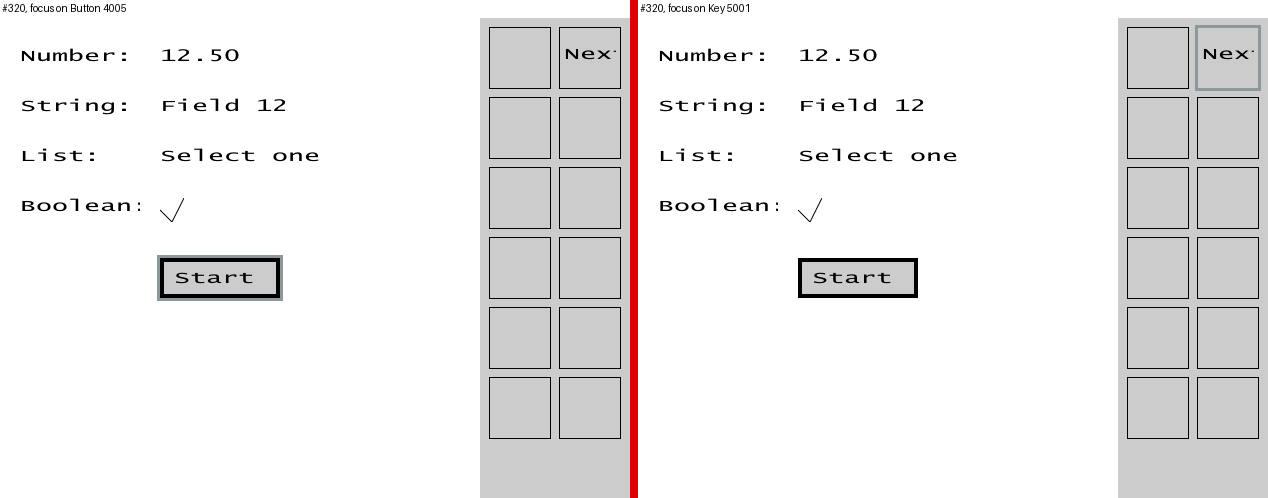 #320, focus on Button 4005
Number: 12.50
String: Field 12
List: Select one
Boolean:
Start
Nex
#320, focus on Key 5001
Number: 12.50
String: Field 12
List: Select one
Boolean:
Start
Nex